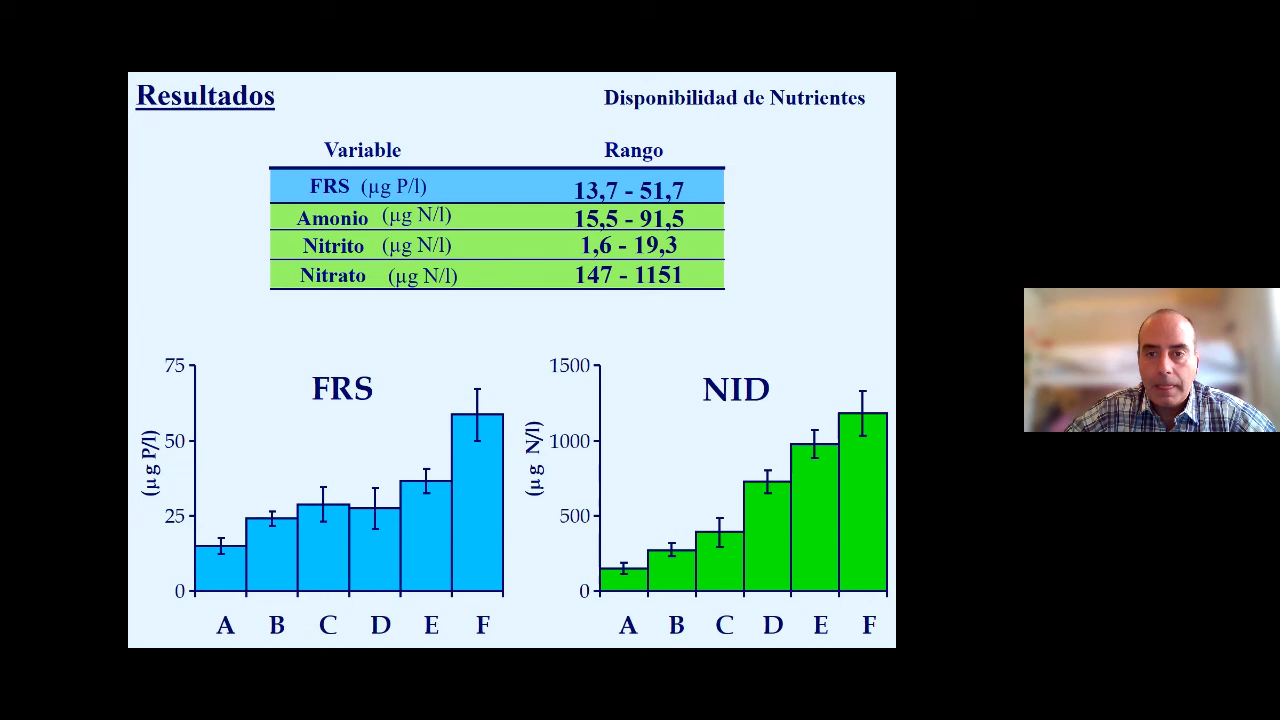 Resultados
Disponibilidad de Nutrientes
Variable Rango
FRS (µg P/l) 13,7 - 51,7
Amonio (µg N/l) 15,5 - 91,5
Nitrito (µg N/l) 1,6 - 19,3
Nitrato (µg N/l) 147 - 1151
FRS
(µg P/l)
75
50
25
0
A B C D E F
NID
(µg N/l)
1500
1000
500
0
A B C D E F